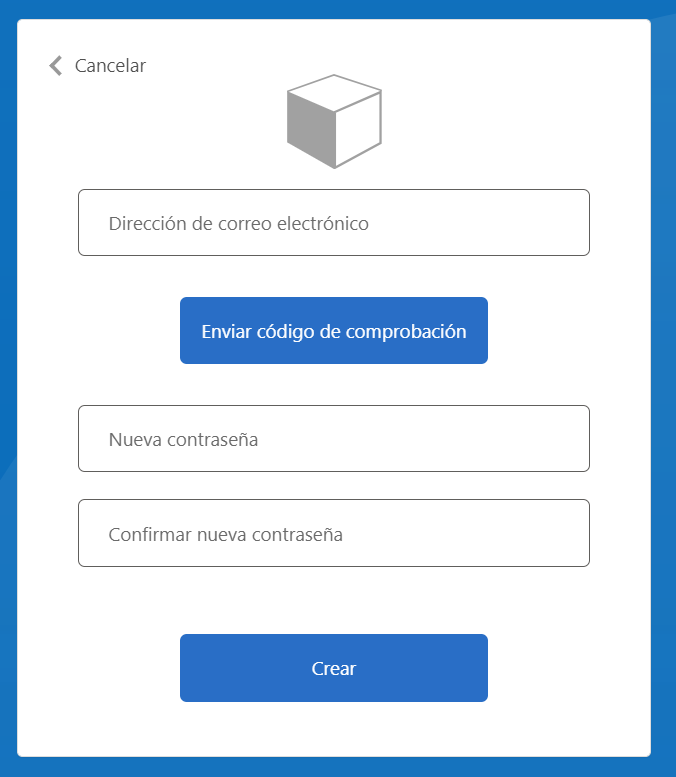 Cancelar
Dirección de correo electrónico
Enviar código de comprobación
Nueva contraseña
Confirmar nueva contraseña
Crear